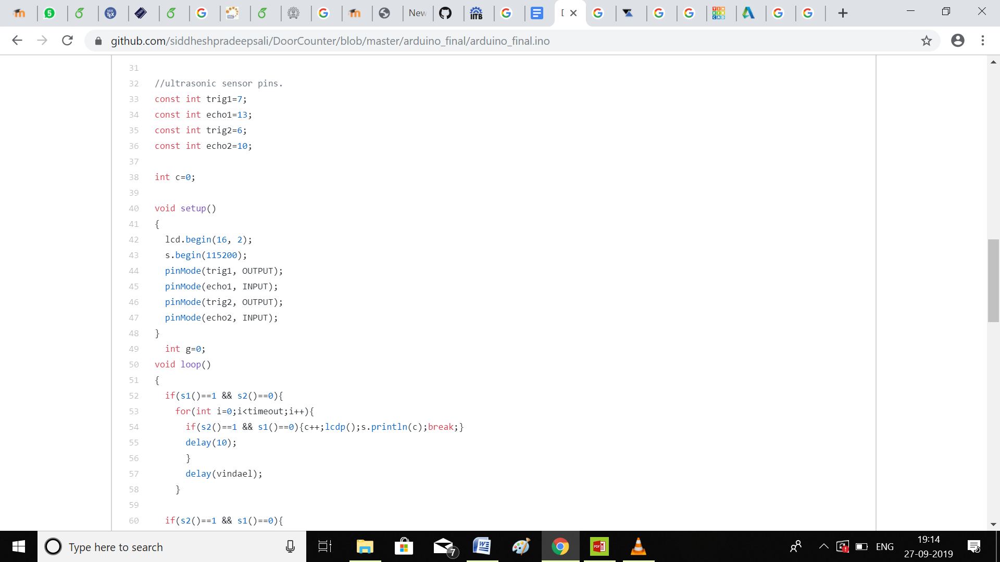 5
MiK
TEX
CTAN
New
IITB
[
github.com/siddheshpradeepsali/DoorCounter/blob/master/arduino_final/arduino_final.ino
31
32 //ultrasonic sensor pins.
33 const int trig1=7;
34 const int echo1=13;
35 const int trig2=6;
36 const int echo2=10;
37
38 int c=0;
39
40 void setup()
41 {
42 lcd.begin(16, 2);
43 s.begin(115200);
44 pinMode(trig1, OUTPUT);
45 pinMode(echo1, INPUT);
46 pinMode(trig2, OUTPUT);
47 pinMode(echo2, INPUT);
48 }
49 int g=0;
50 void loop()
51 {
52 if(s1()==1 && s2()==0){
53 for(int i=0;i<timeout;i++){
54 if(s2()==1 && s1()==0){c++;lcdp();s.println(c);break;}
55 delay(10);
56 }
57 delay(vindael);
58 }
59
60 if(s2()==1 && s1()==0){
Type here to search
7
W
PDF
ENG
19:14
27-09-2019